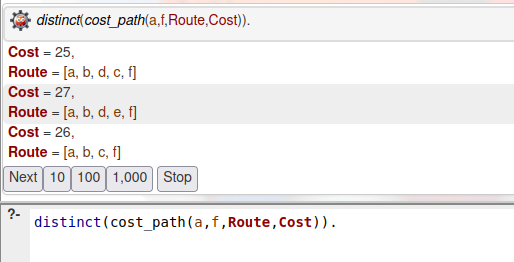 distinct(cost_path(a,f,Route,Cost)).
Cost = 25,
Route = [a, b, d, c, f]
Cost = 27,
Route = [a, b, d, e, f]
Cost = 26,
Route = [a, b, c, f]
Next 10 100 1,000 Stop
?- distinct(cost_path(a,f,Route,Cost)).